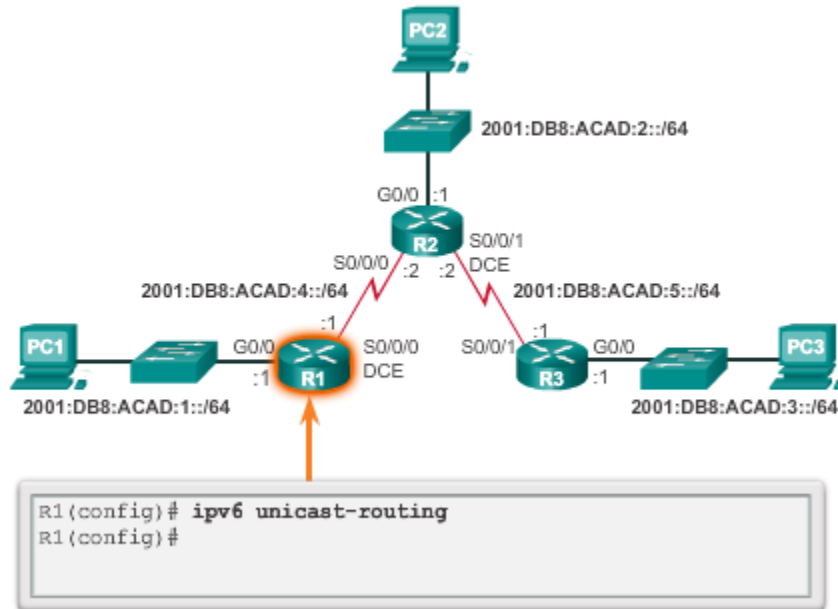 PC2
2001:DB8:ACAD:2::/64
G0/0 :1
R2
S0/0/1
DCE
S0/0/0
:2 :2
2001:DB8:ACAD:4::/64
2001:DB8:ACAD:5::/64
:1
:1
PC1
G0/0
:1
R1
S0/0/0
DCE
S0/0/1
R3
G0/0
:1
PC3
2001:DB8:ACAD:1::/64
2001:DB8:ACAD:3::/64
R1(config)# ipv6 unicast-routing
R1(config)#